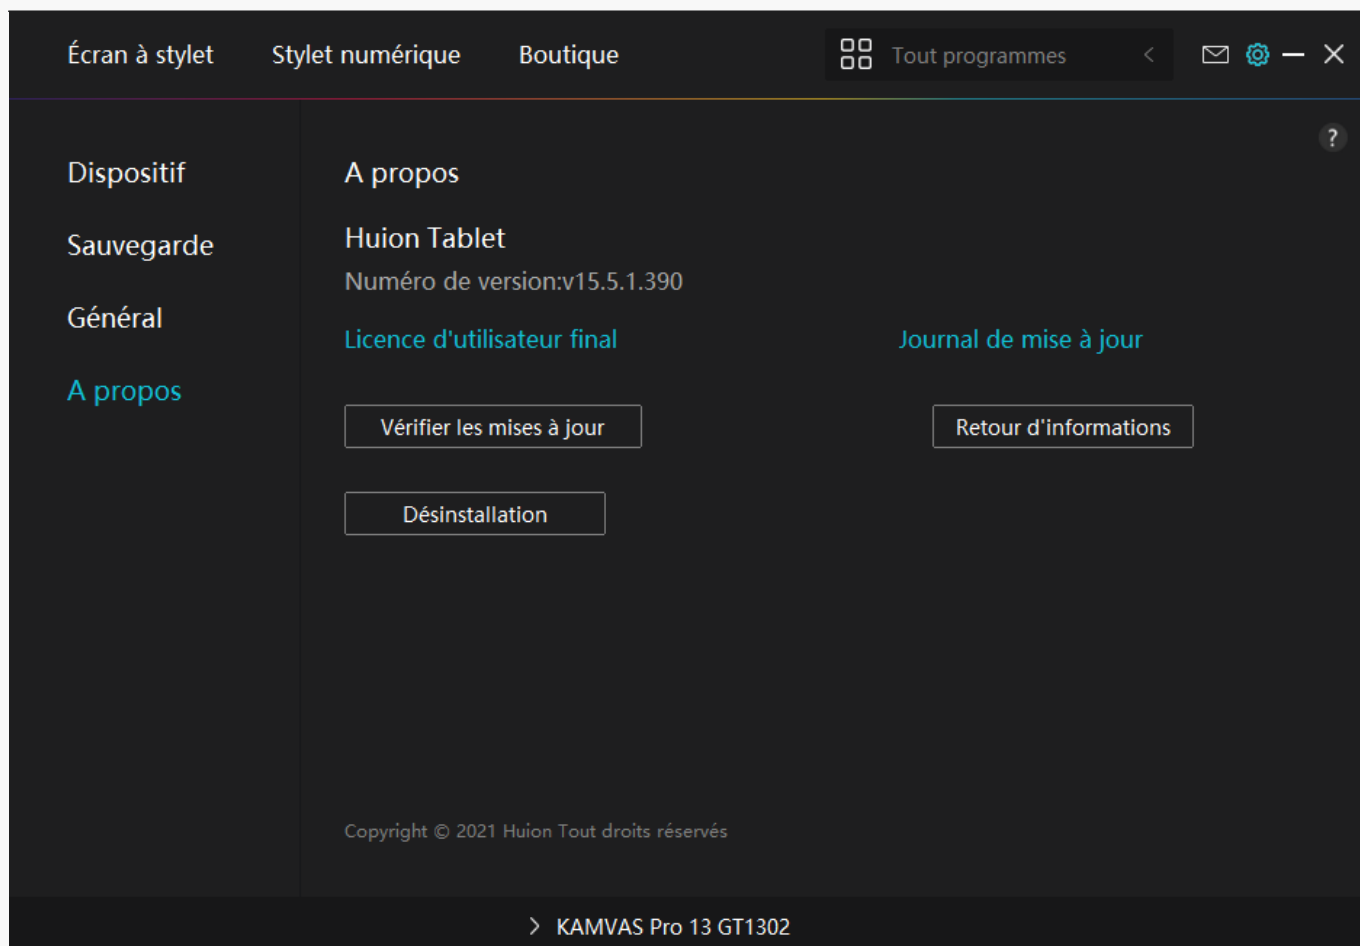 Écran à stylet
Stylet numérique
Boutique
Tout programmes
?
Dispositif
Sauvegarde
Général
A propos
A propos
Huion Tablet
Numéro de version:v15.5.1.390
Licence d'utilisateur final
Journal de mise à jour
Vérifier les mises à jour
Retour d'informations
Désinstallation
Copyright © 2021 Huion Tout droits réservés
KAMVAS Pro 13 GT1302